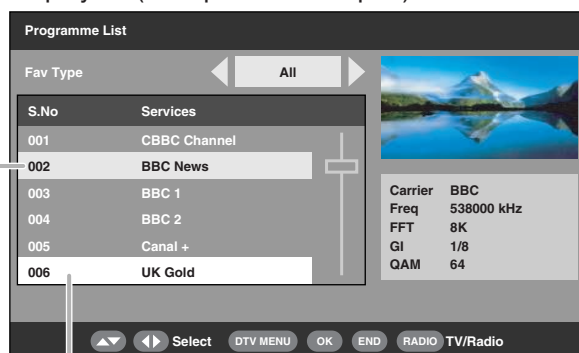 Programme List
Fav Type All
S.No Services
001 CBBC Channel
002 BBC News
003 BBC 1
004 BBC 2
005 Canal +
006 UK Gold
Carrier BBC
Freq 538000 kHz
FFT 8K
GI 1/8
QAM 64
Select DTV MENU OK END RADIO TV/Radio